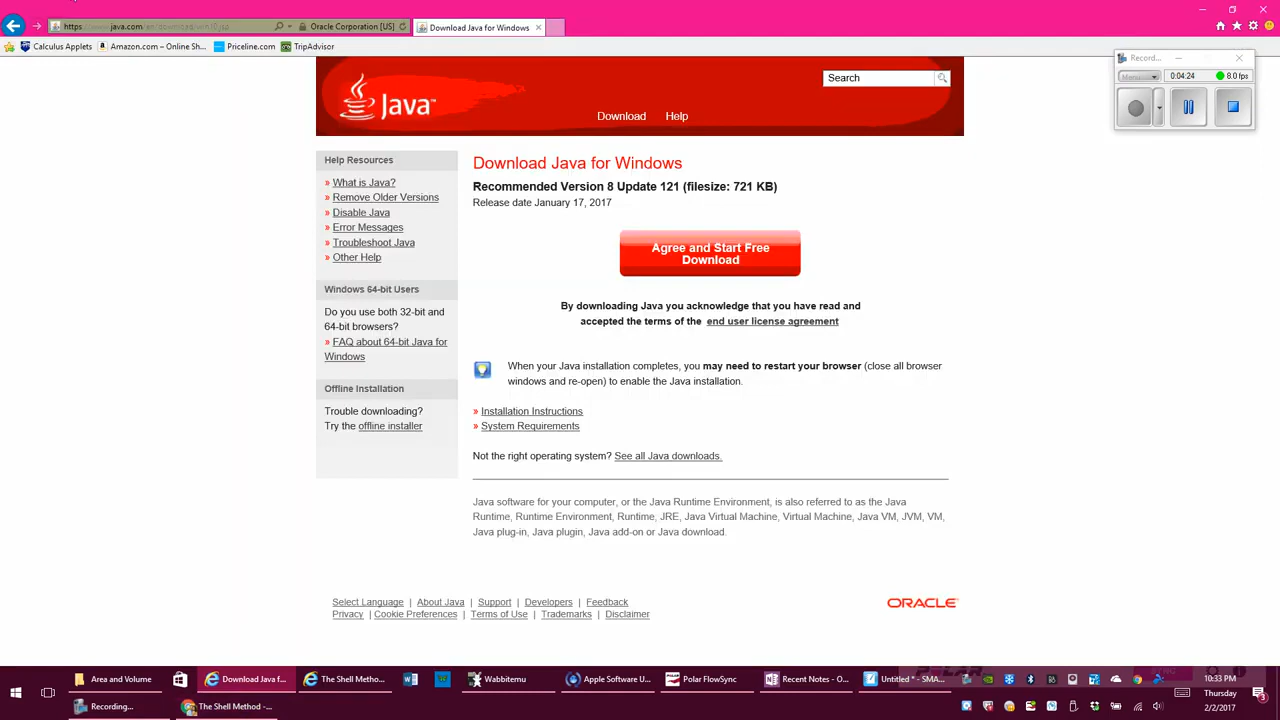 Oracle Corporation [US]
Download Java for Windows
Calculus Applets
Amazon.com – Online Sh...
Priceline.com
TripAdvisor
Record...
Menu
04:24
8.0 fps
Java™
Search
Download Help
Help Resources
» What is Java?
» Remove Older Versions
» Disable Java
» Error Messages
» Troubleshoot Java
» Other Help
Windows 64-bit Users
Do you use both 32-bit and
64-bit browsers?
» FAQ about 64-bit Java for
Windows
Offline Installation
Trouble downloading?
Try the offline installer
Download Java for Windows
Recommended Version 8 Update 121 (filesize: 721 KB)
Release date January 17, 2017
Agree and Start Free
Download
By downloading Java you acknowledge that you have read and
accepted the terms of the end user license agreement
When your Java installation completes, you may need to restart your browser (close all browser
windows and re-open) to enable the Java installation.
» Installation Instructions
» System Requirements
Not the right operating system? See all Java downloads.
Java software for your computer, or the Java Runtime Environment, is also referred to as the Java
Runtime, Runtime Environment, Runtime, JRE, Java Virtual Machine, Virtual Machine, Java VM, JVM, VM,
Java plug-in, Java plugin, Java add-on or Java download.
Select Language | About Java | Support | Developers | Feedback
Privacy | Cookie Preferences | Terms of Use | Trademarks | Disclaimer
ORACLE
Area and Volume
Download Java f...
The Shell Metho...
Wabbitemu
Apple Software U...
Polar FlowSync
Recent Notes - O...
Untitled * - SMA...
10:33 PM
Thursday
2/2/2017
Recording...
The Shell Method -...